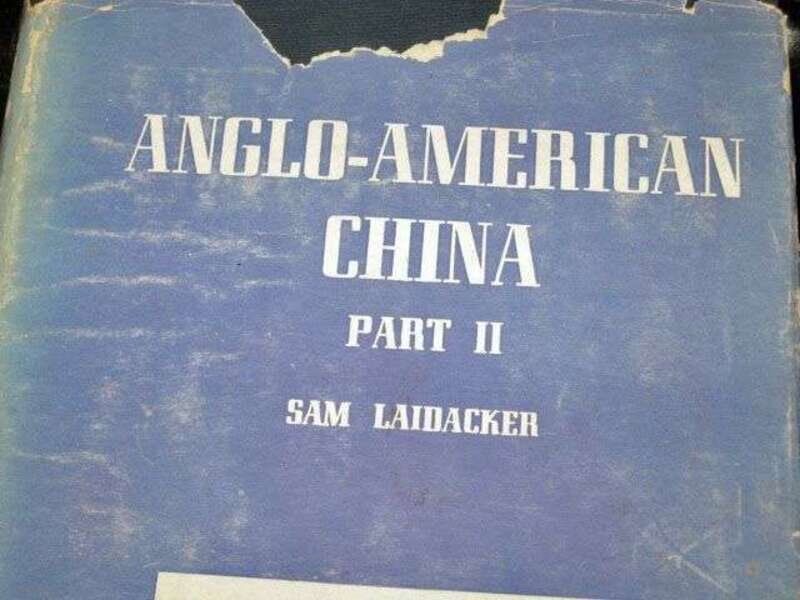 ANGLO-AMERICAN
CHINA
PART II
SAM LAIDACKER